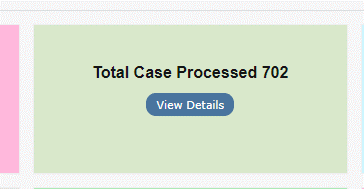 Total Case Processed 702
View Details